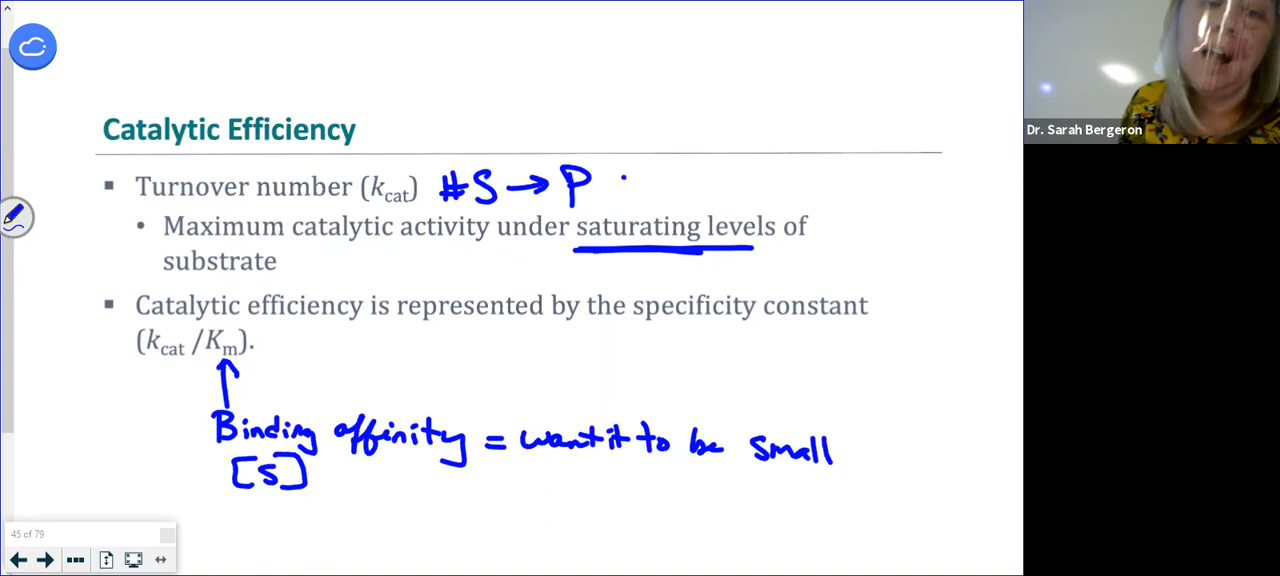 Dr. Sarah Bergeron
Catalytic Efficiency
▪ Turnover number (kcat) #S → P
• Maximum catalytic activity under saturating levels of
substrate
▪ Catalytic efficiency is represented by the specificity constant
(kcat /Km).
Binding affinity = want it to be small
[S]
45 of 79